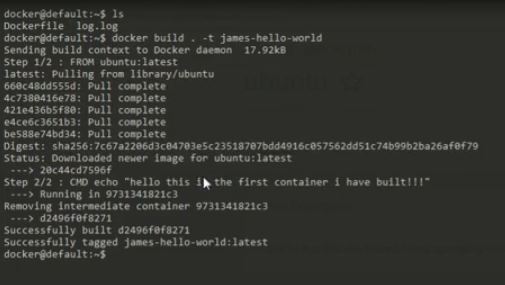 docker@default:~$ ls
Dockerfile  log.log
docker@default:~$ docker build . -t james-hello-world
Sending build context to Docker daemon  17.92kB
Step 1/2 : FROM ubuntu:latest
latest: Pulling from library/ubuntu
660c48dd555d: Pull complete
4c7380416e78: Pull complete
421e436b5f80: Pull complete
e4ce6c3651b3: Pull complete
be588e74bd34: Pull complete
Digest: sha256:7c67a2206d3c04703e5c23518707bdd4916c057562dd51c74b99b2ba26af0f79
Status: Downloaded newer image for ubuntu:latest
 ---> 20c44cd7596f
Step 2/2 : CMD echo "hello this is the first container i have built!!!"
 ---> Running in 9731341821c3
Removing intermediate container 9731341821c3
 ---> d2496f0f8271
Successfully built d2496f0f8271
Successfully tagged james-hello-world:latest
docker@default:~$
ubuntu